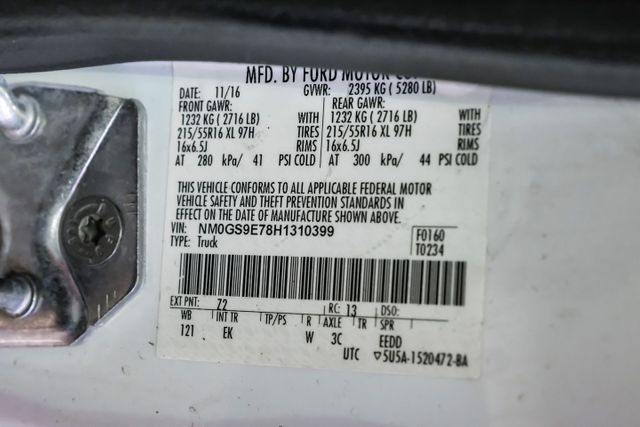 MFD. BY FORD MOTOR
DATE: 11/16 GVWR: 2395 KG ( 5280 LB)
FRONT GAWR: REAR GAWR:
1232 KG ( 2716 LB) WITH 1232 KG ( 2716 LB) WITH
215/55R16 XL 97H TIRES 215/55R16 XL 97H TIRES
16x6.5J RIMS 16x6.5J RIMS
AT 280 kPa/ 41 PSI COLD AT 300 kPa/ 44 PSI COLD
THIS VEHICLE CONFORMS TO ALL APPLICABLE FEDERAL MOTOR
VEHICLE SAFETY AND THEFT PREVENTION STANDARDS IN
EFFECT ON THE DATE OF MANUFACTURE SHOWN ABOVE.
VIN: NM0GS9E78H1310399 F0160
TYPE: Truck T0234
EXT PNT: Z2 RC: 13 DSO:
WB INT TR TP/PS R AXLE TR SPR
121 EK W 3C EEDD
UTC ▽5U5A-1520472-BA